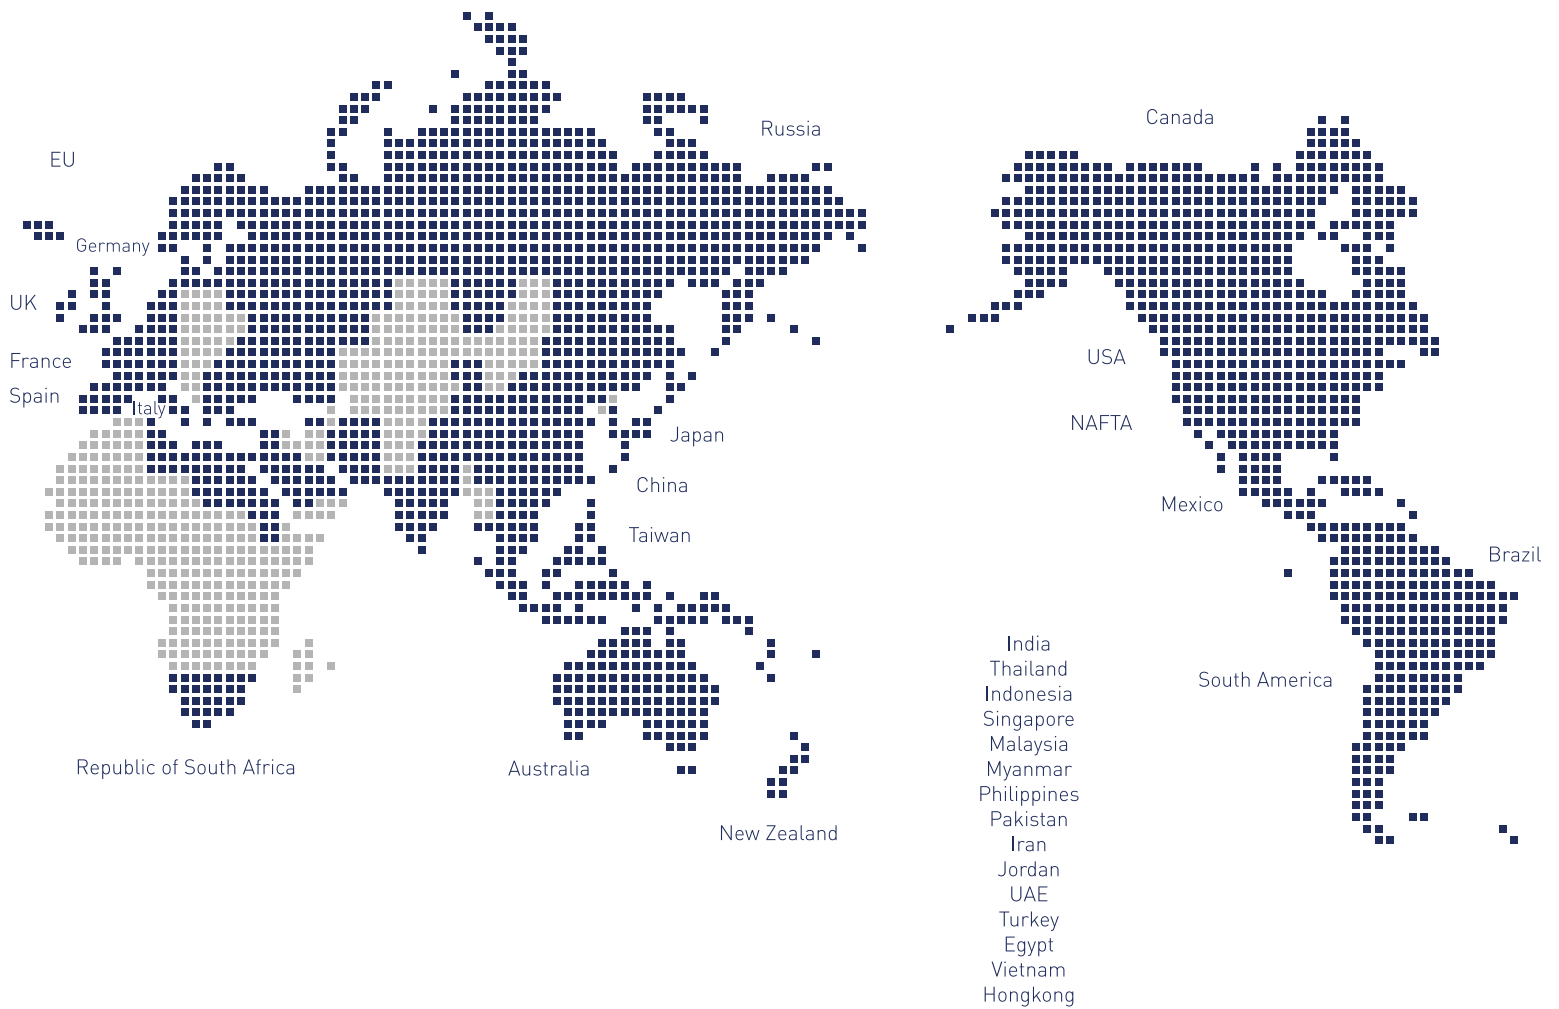 Canada
Russia
EU
Germany
UK
France
USA
Spain
Italy
NAFTA
Japan
China
Mexico
Taiwan
Brazil
South America
Republic of South Africa
Australia
New Zealand
India
Thailand
Indonesia
Singapore
Malaysia
Myanmar
Philippines
Pakistan
Iran
Jordan
UAE
Turkey
Egypt
Vietnam
Hongkong